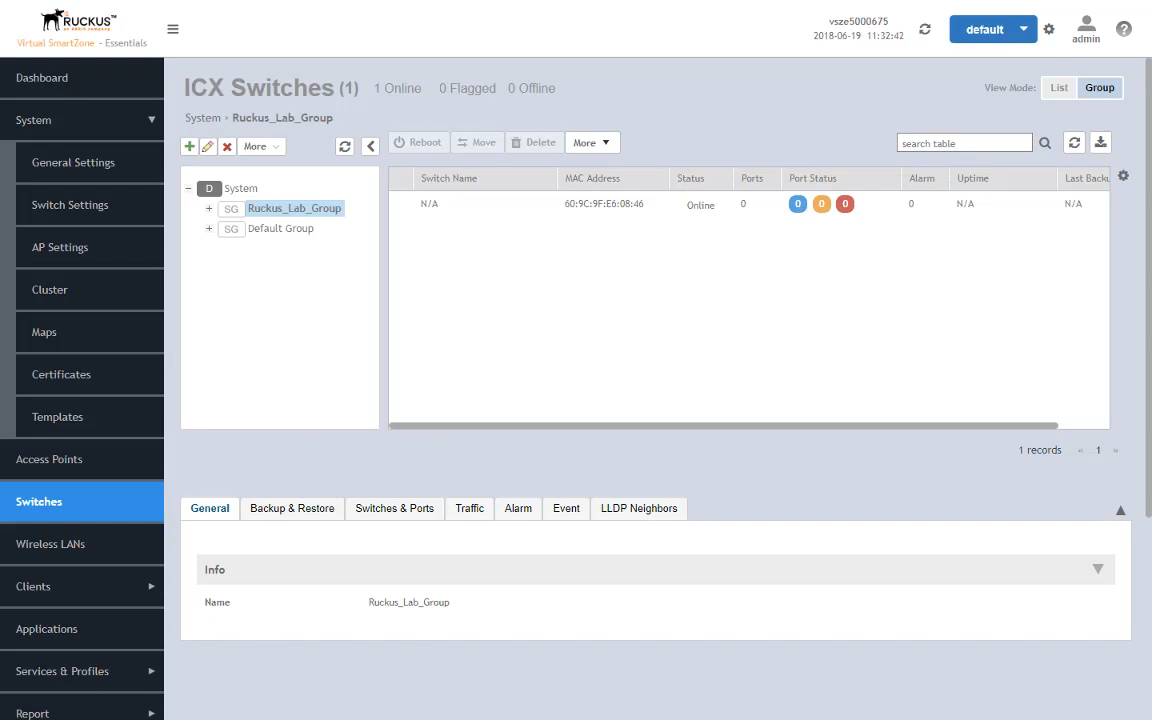 RUCKUS™
Virtual SmartZone - Essentials
vsze5000675
2018-06-19 11:32:42
default
admin
Dashboard
System
General Settings
Switch Settings
AP Settings
Cluster
Maps
Certificates
Templates
Access Points
Switches
Wireless LANs
Clients
Applications
Services & Profiles
Report
ICX Switches (1) 1 Online 0 Flagged 0 Offline
View Mode: List Group
System › Ruckus_Lab_Group
More
Reboot Move Delete More
search table
D System
SG Ruckus_Lab_Group
SG Default Group
Switch Name MAC Address Status Ports Port Status Alarm Uptime Last Backu
N/A 60:9C:9F:E6:08:46 Online 0 0 0 0 0 N/A N/A
1 records « 1 »
General Backup & Restore Switches & Ports Traffic Alarm Event LLDP Neighbors
Info
Name Ruckus_Lab_Group